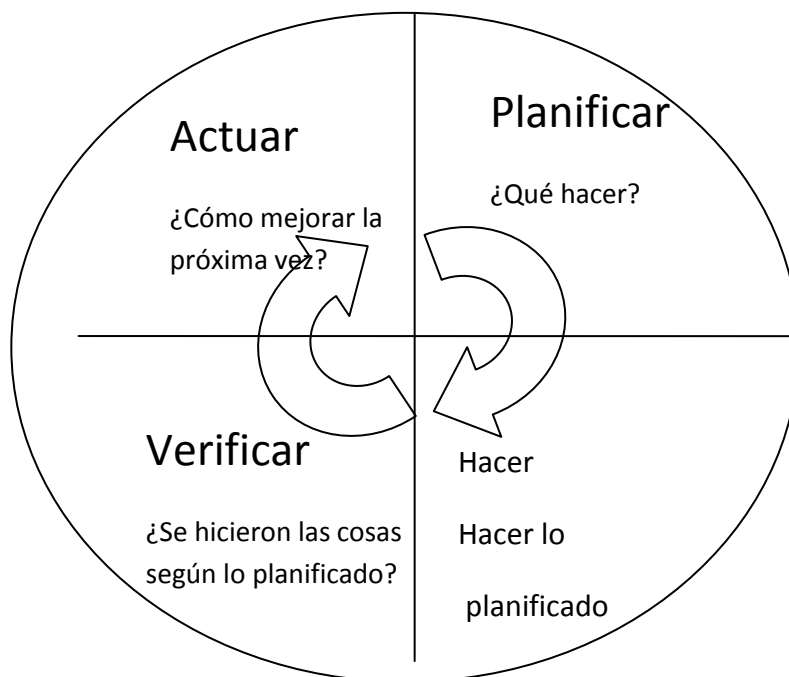 Actuar
¿Cómo mejorar la
próxima vez?
Planificar
¿Qué hacer?
Verificar
¿Se hicieron las cosas
según lo planificado?
Hacer
Hacer lo
planificado